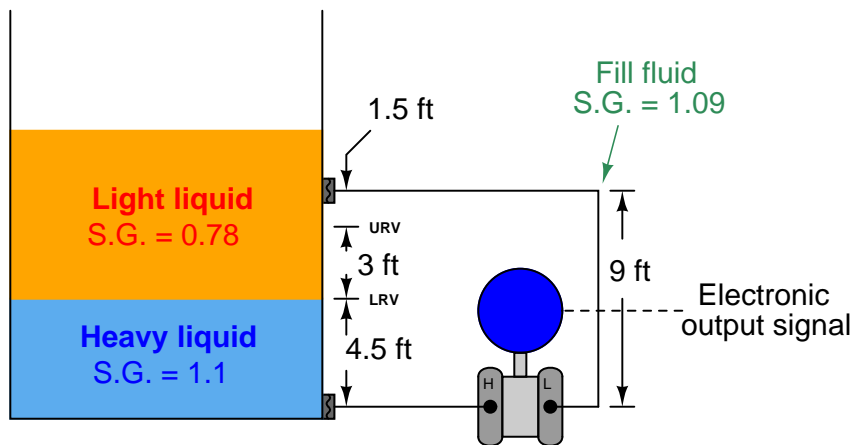 Fill fluid
S.G. = 1.09
1.5 ft
Light liquid
S.G. = 0.78
URV
3 ft
LRV
9 ft
Electronic
output signal
Heavy liquid
S.G. = 1.1
4.5 ft
H
L